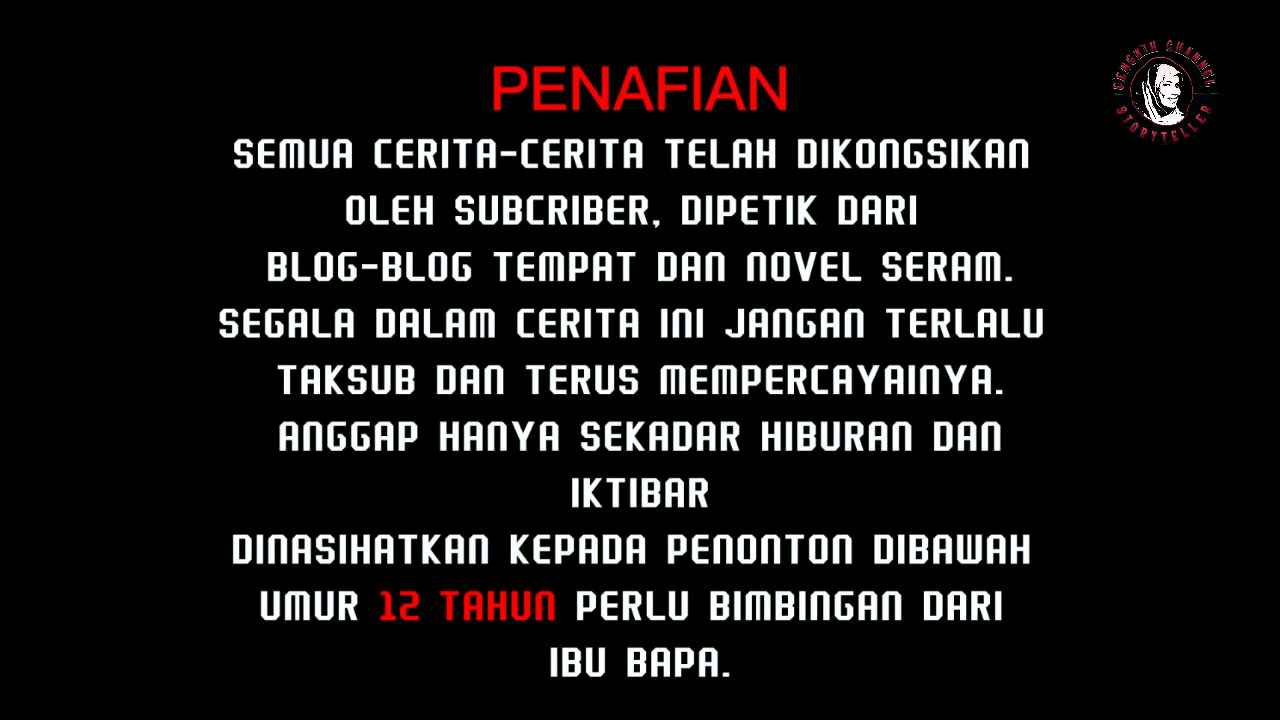 PENAFIAN
SEMUA CERITA-CERITA TELAH DIKONGSIKAN
OLEH SUBCRIBER, DIPETIK DARI
BLOG-BLOG TEMPAT DAN NOVEL SERAM.
SEGALA DALAM CERITA INI JANGAN TERLALU
TAKSUB DAN TERUS MEMPERCAYAINYA.
ANGGAP HANYA SEKADAR HIBURAN DAN
IKTIBAR
DINASIHATKAN KEPADA PENONTON DIBAWAH
UMUR 12 TAHUN PERLU BIMBINGAN DARI
IBU BAPA.
CHANNEL
STORYTELLER